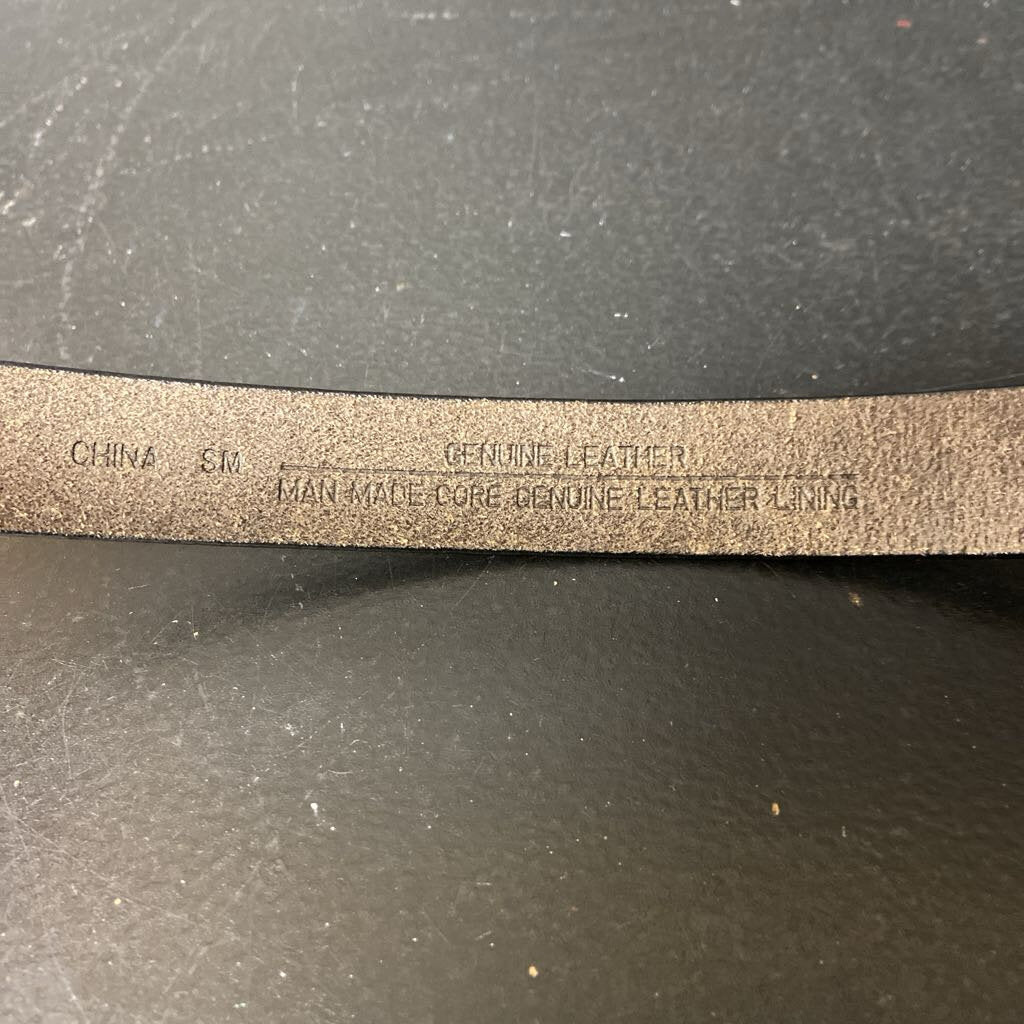 CHINA SM
GENUINE LEATHER
MAN MADE CORE GENUINE LEATHER LINING